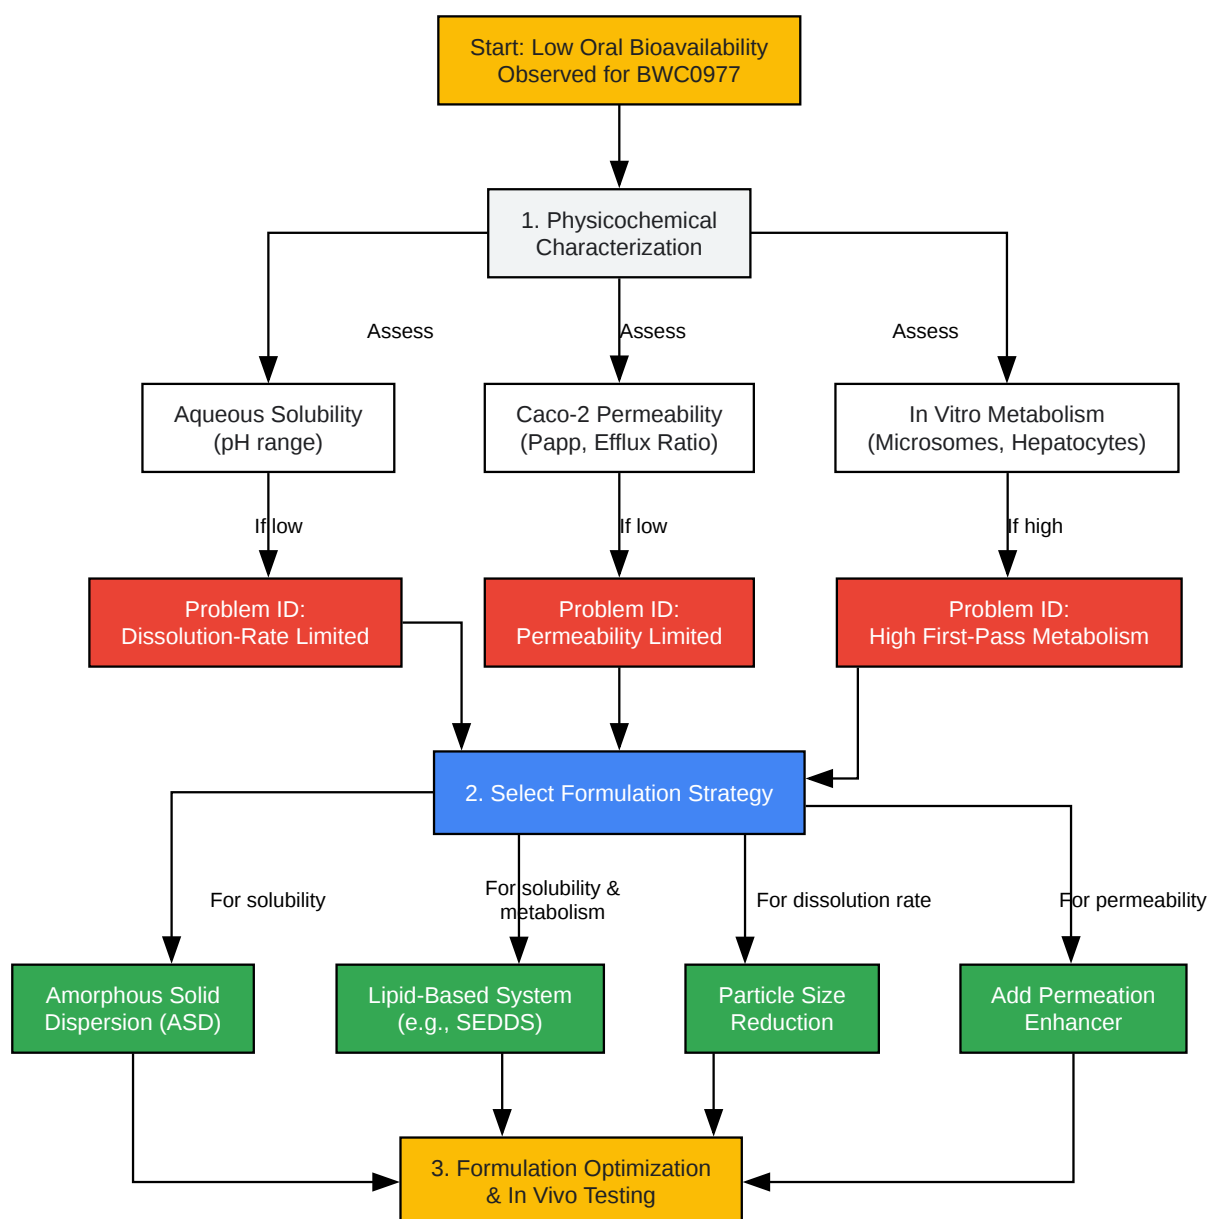 Start: Low Oral Bioavailability
Observed for BWC0977
1. Physicochemical
Characterization
Assess
Assess
Assess
Aqueous Solubility
(pH range)
Caco-2 Permeability
(Papp, Efflux Ratio)
In Vitro Metabolism
(Microsomes, Hepatocytes)
If low
If low
If high
Problem ID:
Dissolution-Rate Limited
Problem ID:
Permeability Limited
Problem ID:
High First-Pass Metabolism
2. Select Formulation Strategy
For solubility
For solubility &
metabolism
For dissolution rate
For permeability
Amorphous Solid
Dispersion (ASD)
Lipid-Based System
(e.g., SEDDS)
Particle Size
Reduction
Add Permeation
Enhancer
3. Formulation Optimization
& In Vivo Testing